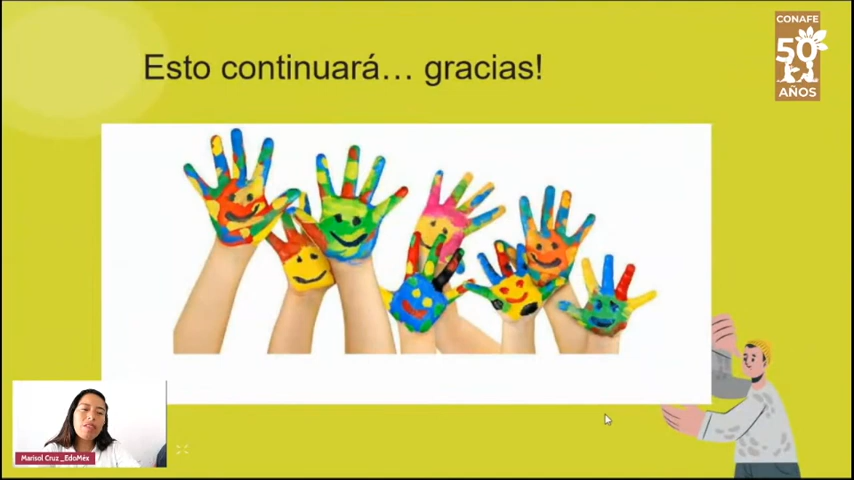 Esto continuará… gracias!
CONAFE
50
AÑOS
Marisol Cruz _EdoMéx